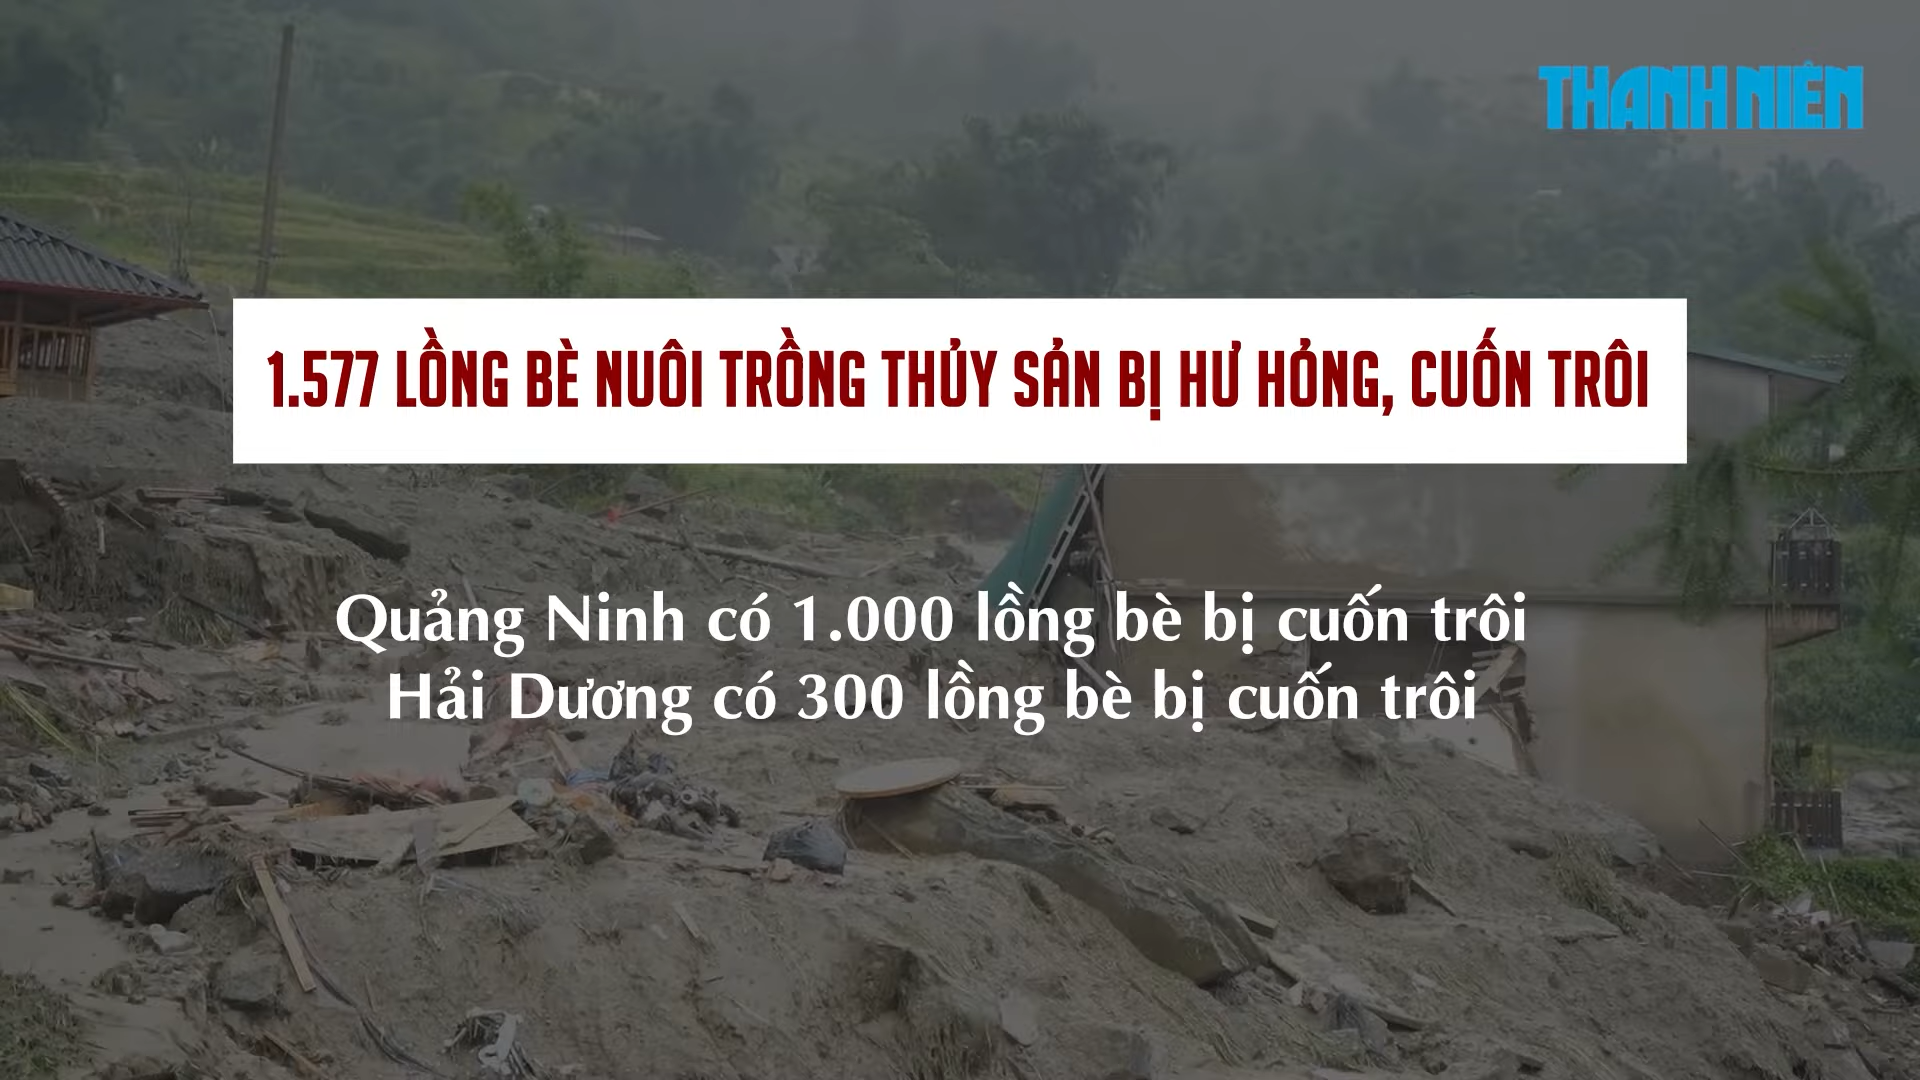 THANH NIÊN
1.577 LỒNG BÈ NUÔI TRỒNG THỦY SẢN BỊ HƯ HỎNG, CUỐN TRÔI
Quảng Ninh có 1.000 lồng bè bị cuốn trôi
Hải Dương có 300 lồng bè bị cuốn trôi